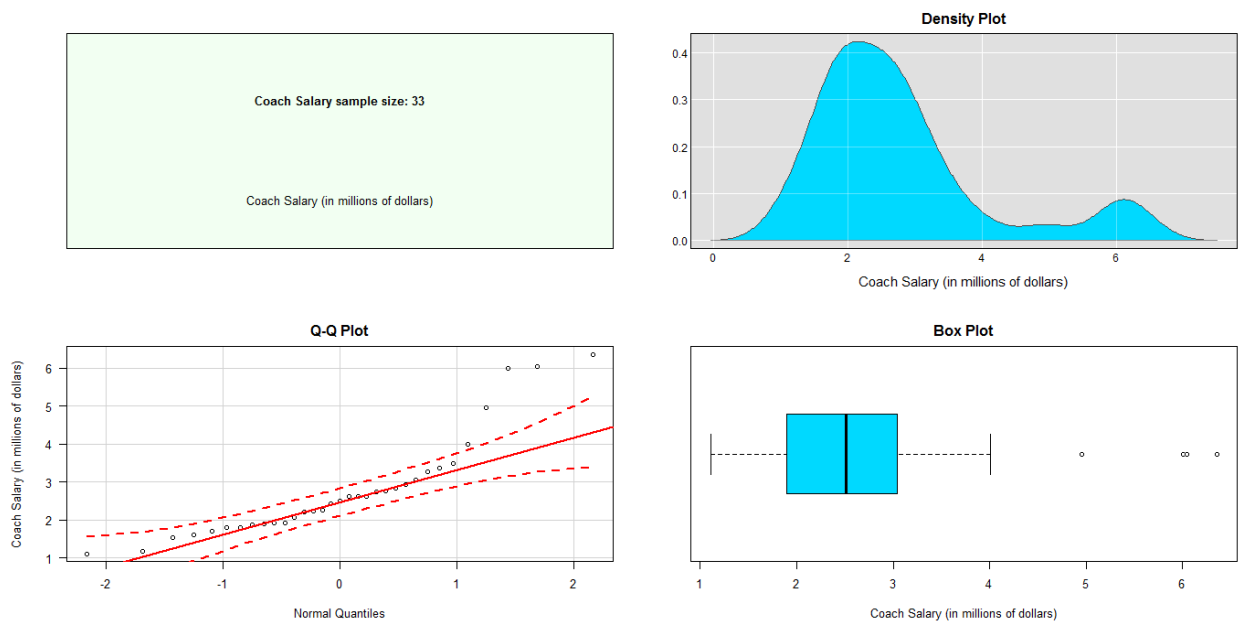 Density Plot
Coach Salary sample size: 33
Coach Salary (in millions of dollars)
0.4
0.3
0.2
0.1
0.0
0 2 4 6
Coach Salary (in millions of dollars)
Q-Q Plot
Coach Salary (in millions of dollars)
6
5
4
3
2
1
-2 -1 0 1 2
Normal Quantiles
Box Plot
1 2 3 4 5 6
Coach Salary (in millions of dollars)